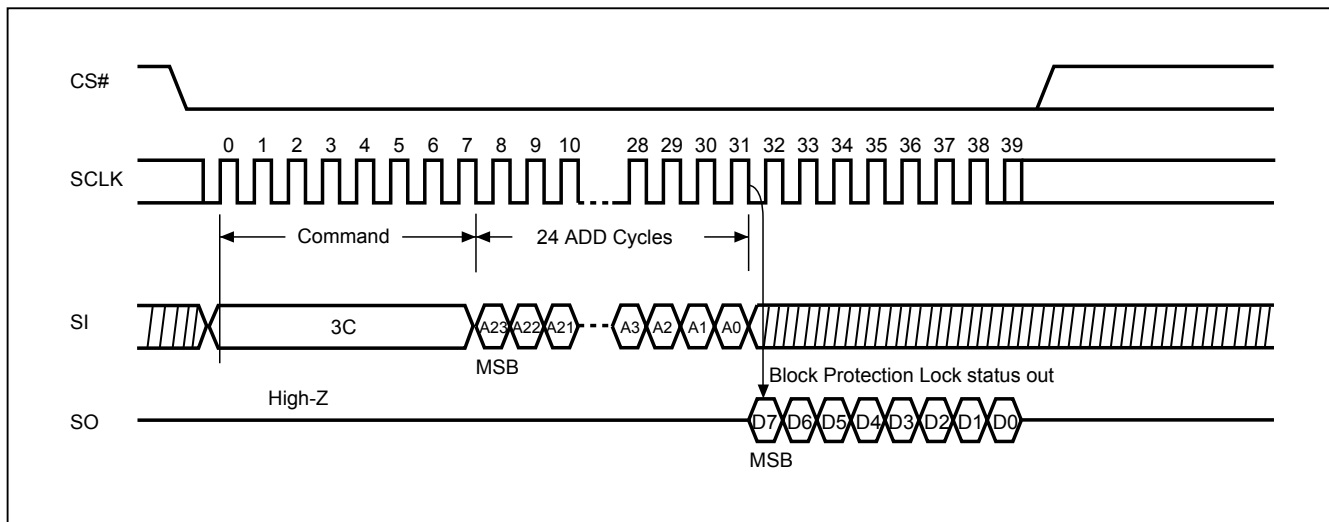 CS#
0 1 2 3 4 5 6 7 8 9 10 28 29 30 31 32 33 34 35 36 37 38 39
SCLK
Command 24 ADD Cycles
SI 3C A23 A22 A21 A3 A2 A1 A0
MSB
Block Protection Lock status out
High-Z
SO D7 D6 D5 D4 D3 D2 D1 D0
MSB